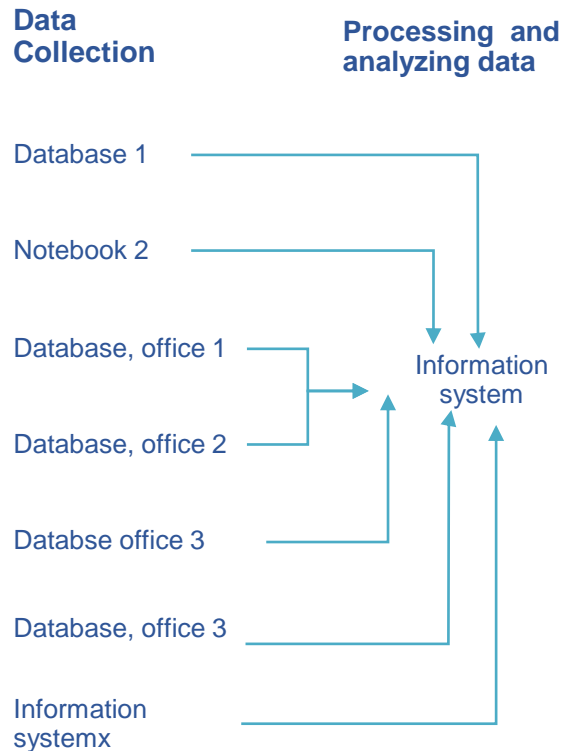 Data
Collection
Processing and
analyzing data
Database 1
Notebook 2
Database, office 1
Information
system
Database, office 2
Databse office 3
Database, office 3
Information
systemx